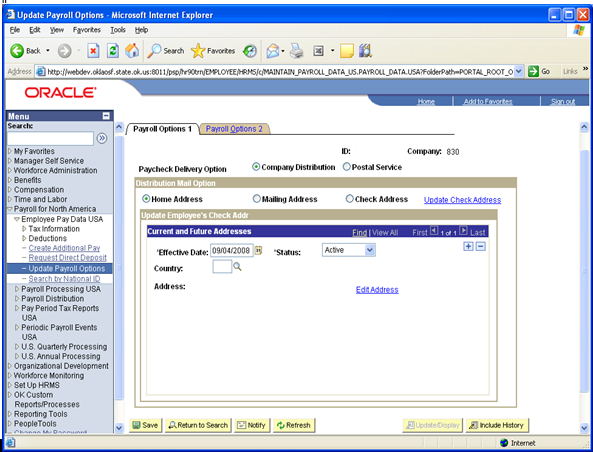 Update Payroll Options - Microsoft Internet Explorer
File Edit View Favorites Tools Help
Back Search Favorites
Address http://webdev.oklaosf.state.ok.us:8011/psp/hr90trn/EMPLOYEE/HRMS/c/MAINTAIN_PAYROLL_DATA_US.PAYROLL_DATA.USA?FolderPath=PORTAL_ROOT_O Go Links »
ORACLE
Home Add to Favorites Sign out
Menu
Search:
My Favorites
Manager Self Service
Workforce Administration
Benefits
Compensation
Time and Labor
Payroll for North America
Employee Pay Data USA
Tax Information
Deductions
- Create Additional Pay
- Request Direct Deposit
- Update Payroll Options
- Search by National ID
Payroll Processing USA
Payroll Distribution
Pay Period Tax Reports
USA
Periodic Payroll Events
USA
U.S. Quarterly Processing
U.S. Annual Processing
Organizational Development
Workforce Monitoring
Set Up HRMS
OK Custom
Reports/Processes
Reporting Tools
PeopleTools
- Change My Password
Payroll Options 1 Payroll Options 2
ID: Company: 830
Paycheck Delivery Option Company Distribution Postal Service
Distribution Mail Option
Home Address Mailing Address Check Address Update Check Address
Update Employee's Check Addr
Current and Future Addresses Find | View All First 1 of 1 Last
*Effective Date: 09/04/2008 *Status: Active
Country:
Address: Edit Address
Save Return to Search Notify Refresh Update/Display Include History
Internet